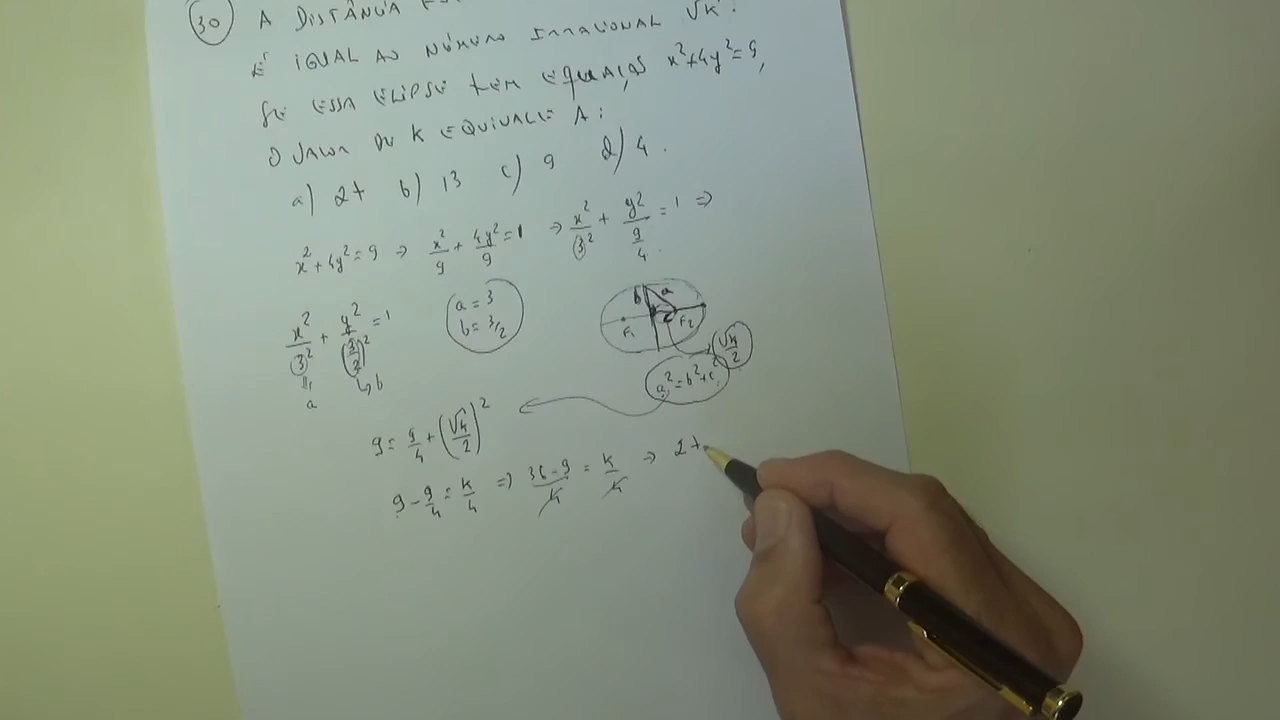 30 A DISTÂNCIA
É IGUAL AO NÚMERO IRRACIONAL √K.
SE ESSA ELIPSE TEM EQUAÇÃO x²+4y²=9,
O VALOR DE K EQUIVALE A:
a) 27 b) 13 c) 9 d) 4.
x²+4y²=9 ⇒ x²/9 + 4y²/9 = 1 ⇒ x²/3² + y²/(9/4) = 1 ⇒
x²/3² + y²/(3/2)² = 1
a
b
a = 3
b = 3/2
b a
c
F₁ F₂
√K/2
a² = b² + c²
9 = 9/4 + (√K/2)²
9 - 9/4 = K/4 ⇒ 36-9/4 = K/4 ⇒ 27